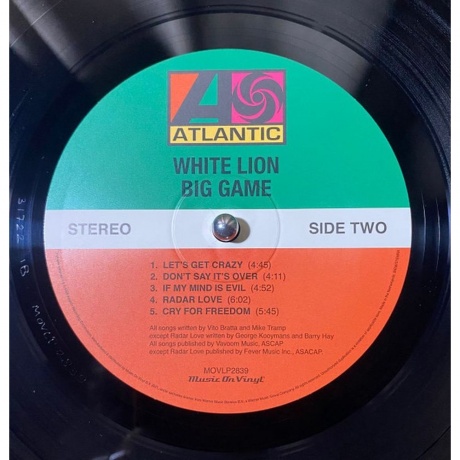 ATLANTIC
WHITE LION
BIG GAME
STEREO
SIDE TWO
1. LET'S GET CRAZY (4:45)
2. DON'T SAY IT'S OVER (4:11)
3. IF MY MIND IS EVIL (4:52)
4. RADAR LOVE (6:02)
5. CRY FOR FREEDOM (5:45)
All songs written by Vito Bratta and Mike Tramp
except Radar Love written by George Kooymans and Barry Hay
All songs published by Vavoom Music, ASCAP
except Radar Love published by Fever Music Inc., ASACAP.
MOVLP2839
Music On Vinyl
31722 1B